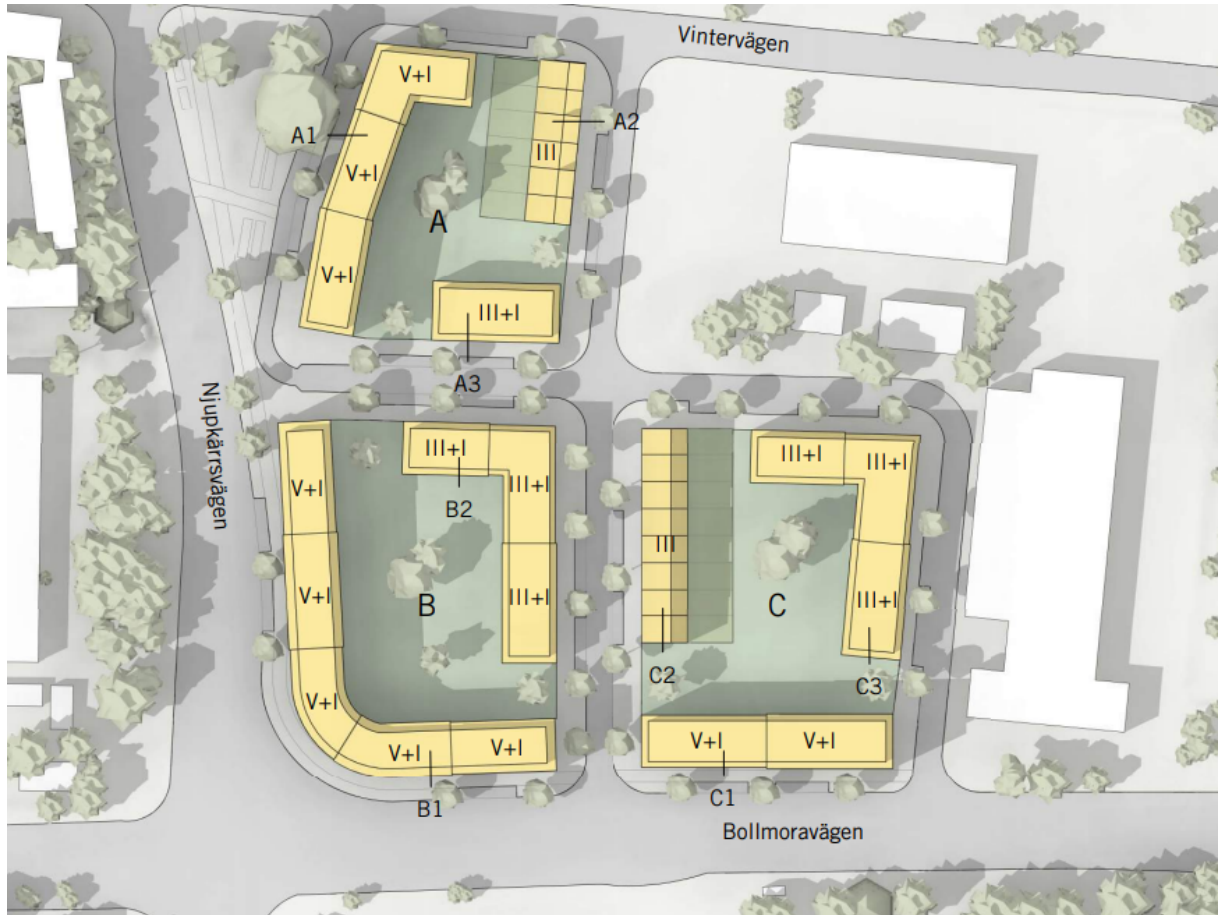 Vintervägen
V+I
A1
A2
III
V+I
A
V+I
III+I
A3
Njupkärrsvägen
III+I
III+I
III+I
V+I
B2
III+I
III
V+I
B
III+I
C
III+I
C2
C3
V+I
V+I
V+I
V+I
V+I
B1
C1
Bollmoravägen